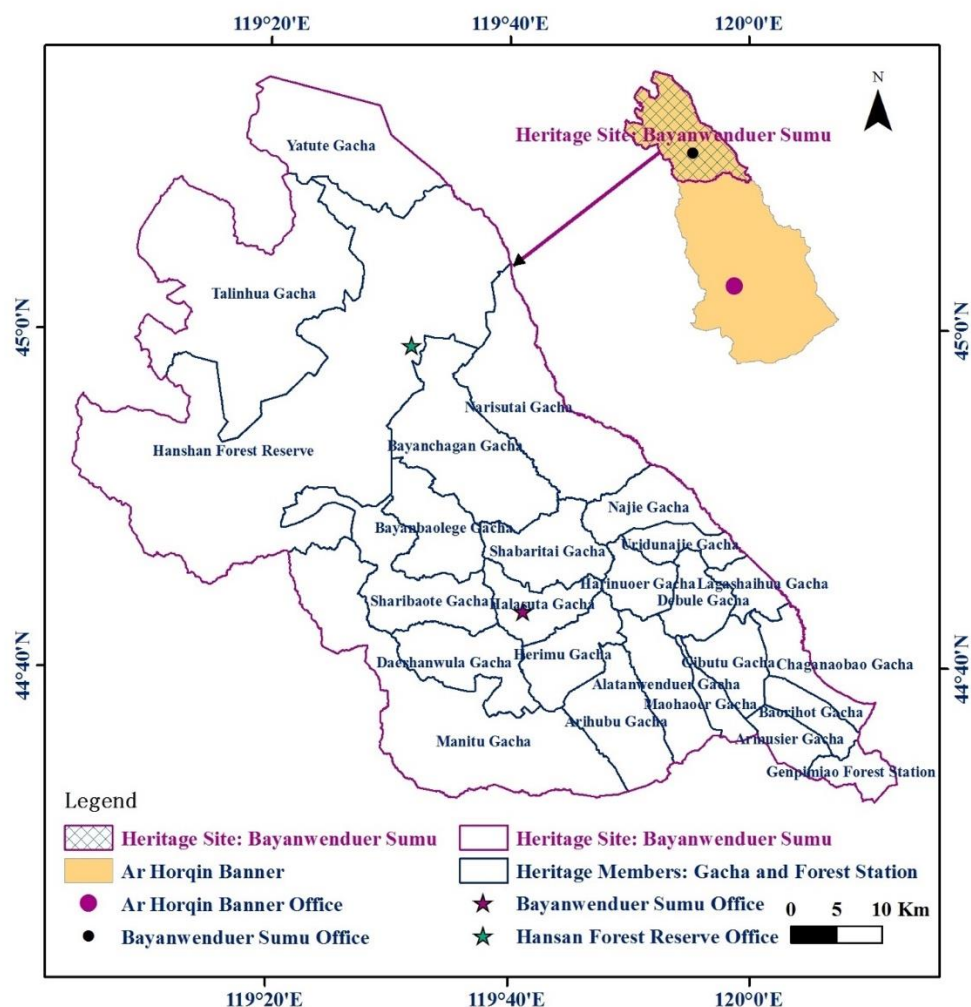 119°20'E 119°40'E 120°0'E
N
Yatute Gacha
Heritage Site: Bayanwenduer Sumu
Talinhua Gacha
45°0'N 45°0'N
Narisutai Gacha
Bayanchagan Gacha
Hanshan Forest Reserve
Najie Gacha
Bayanbaolege Gacha
Uridunajie Gacha
Shabaritai Gacha
Harinuoer Gacha
Lagashaihua Gacha
Sharibaote Gacha
Halasuta Gacha
Debule Gacha
Herimu Gacha
Daerhanwula Gacha
Qibutu Gacha
Chaganaobao Gacha
44°40'N 44°40'N
Alatanwenduer Gacha
Maohaoer Gacha
Baorihot Gacha
Arihubu Gacha
Manitu Gacha
Armusier Gacha
Genpimiao Forest Station
Legend
Heritage Site: Bayanwenduer Sumu
Heritage Site: Bayanwenduer Sumu
Ar Horqin Banner
Heritage Members: Gacha and Forest Station
Ar Horqin Banner Office
Bayanwenduer Sumu Office
0 5 10 Km
Bayanwenduer Sumu Office
Hansan Forest Reserve Office
119°20'E 119°40'E 120°0'E